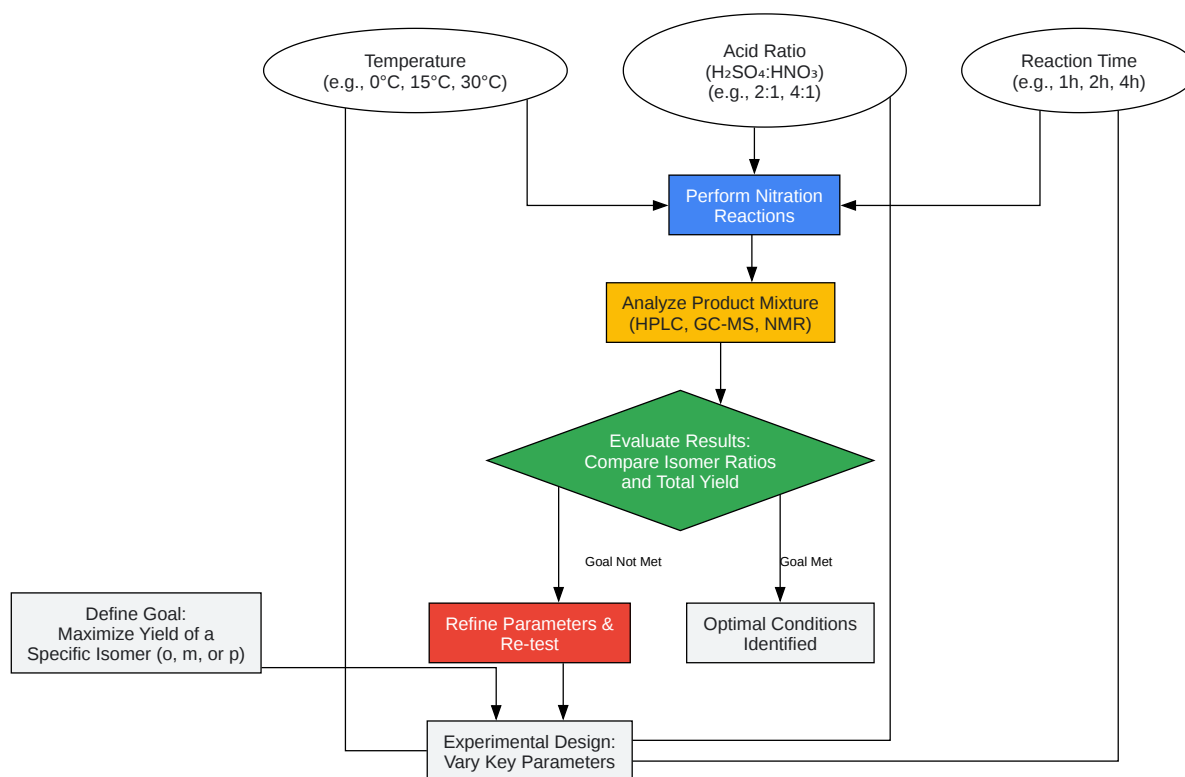 Temperature
(e.g., 0°C, 15°C, 30°C)
Acid Ratio
(H₂SO₄:HNO₃)
(e.g., 2:1, 4:1)
Reaction Time
(e.g., 1h, 2h, 4h)
Perform Nitration
Reactions
Analyze Product Mixture
(HPLC, GC-MS, NMR)
Evaluate Results:
Compare Isomer Ratios
and Total Yield
Goal Not Met
Goal Met
Define Goal:
Maximize Yield of a
Specific Isomer (o, m, or p)
Refine Parameters &
Re-test
Optimal Conditions
Identified
Experimental Design:
Vary Key Parameters